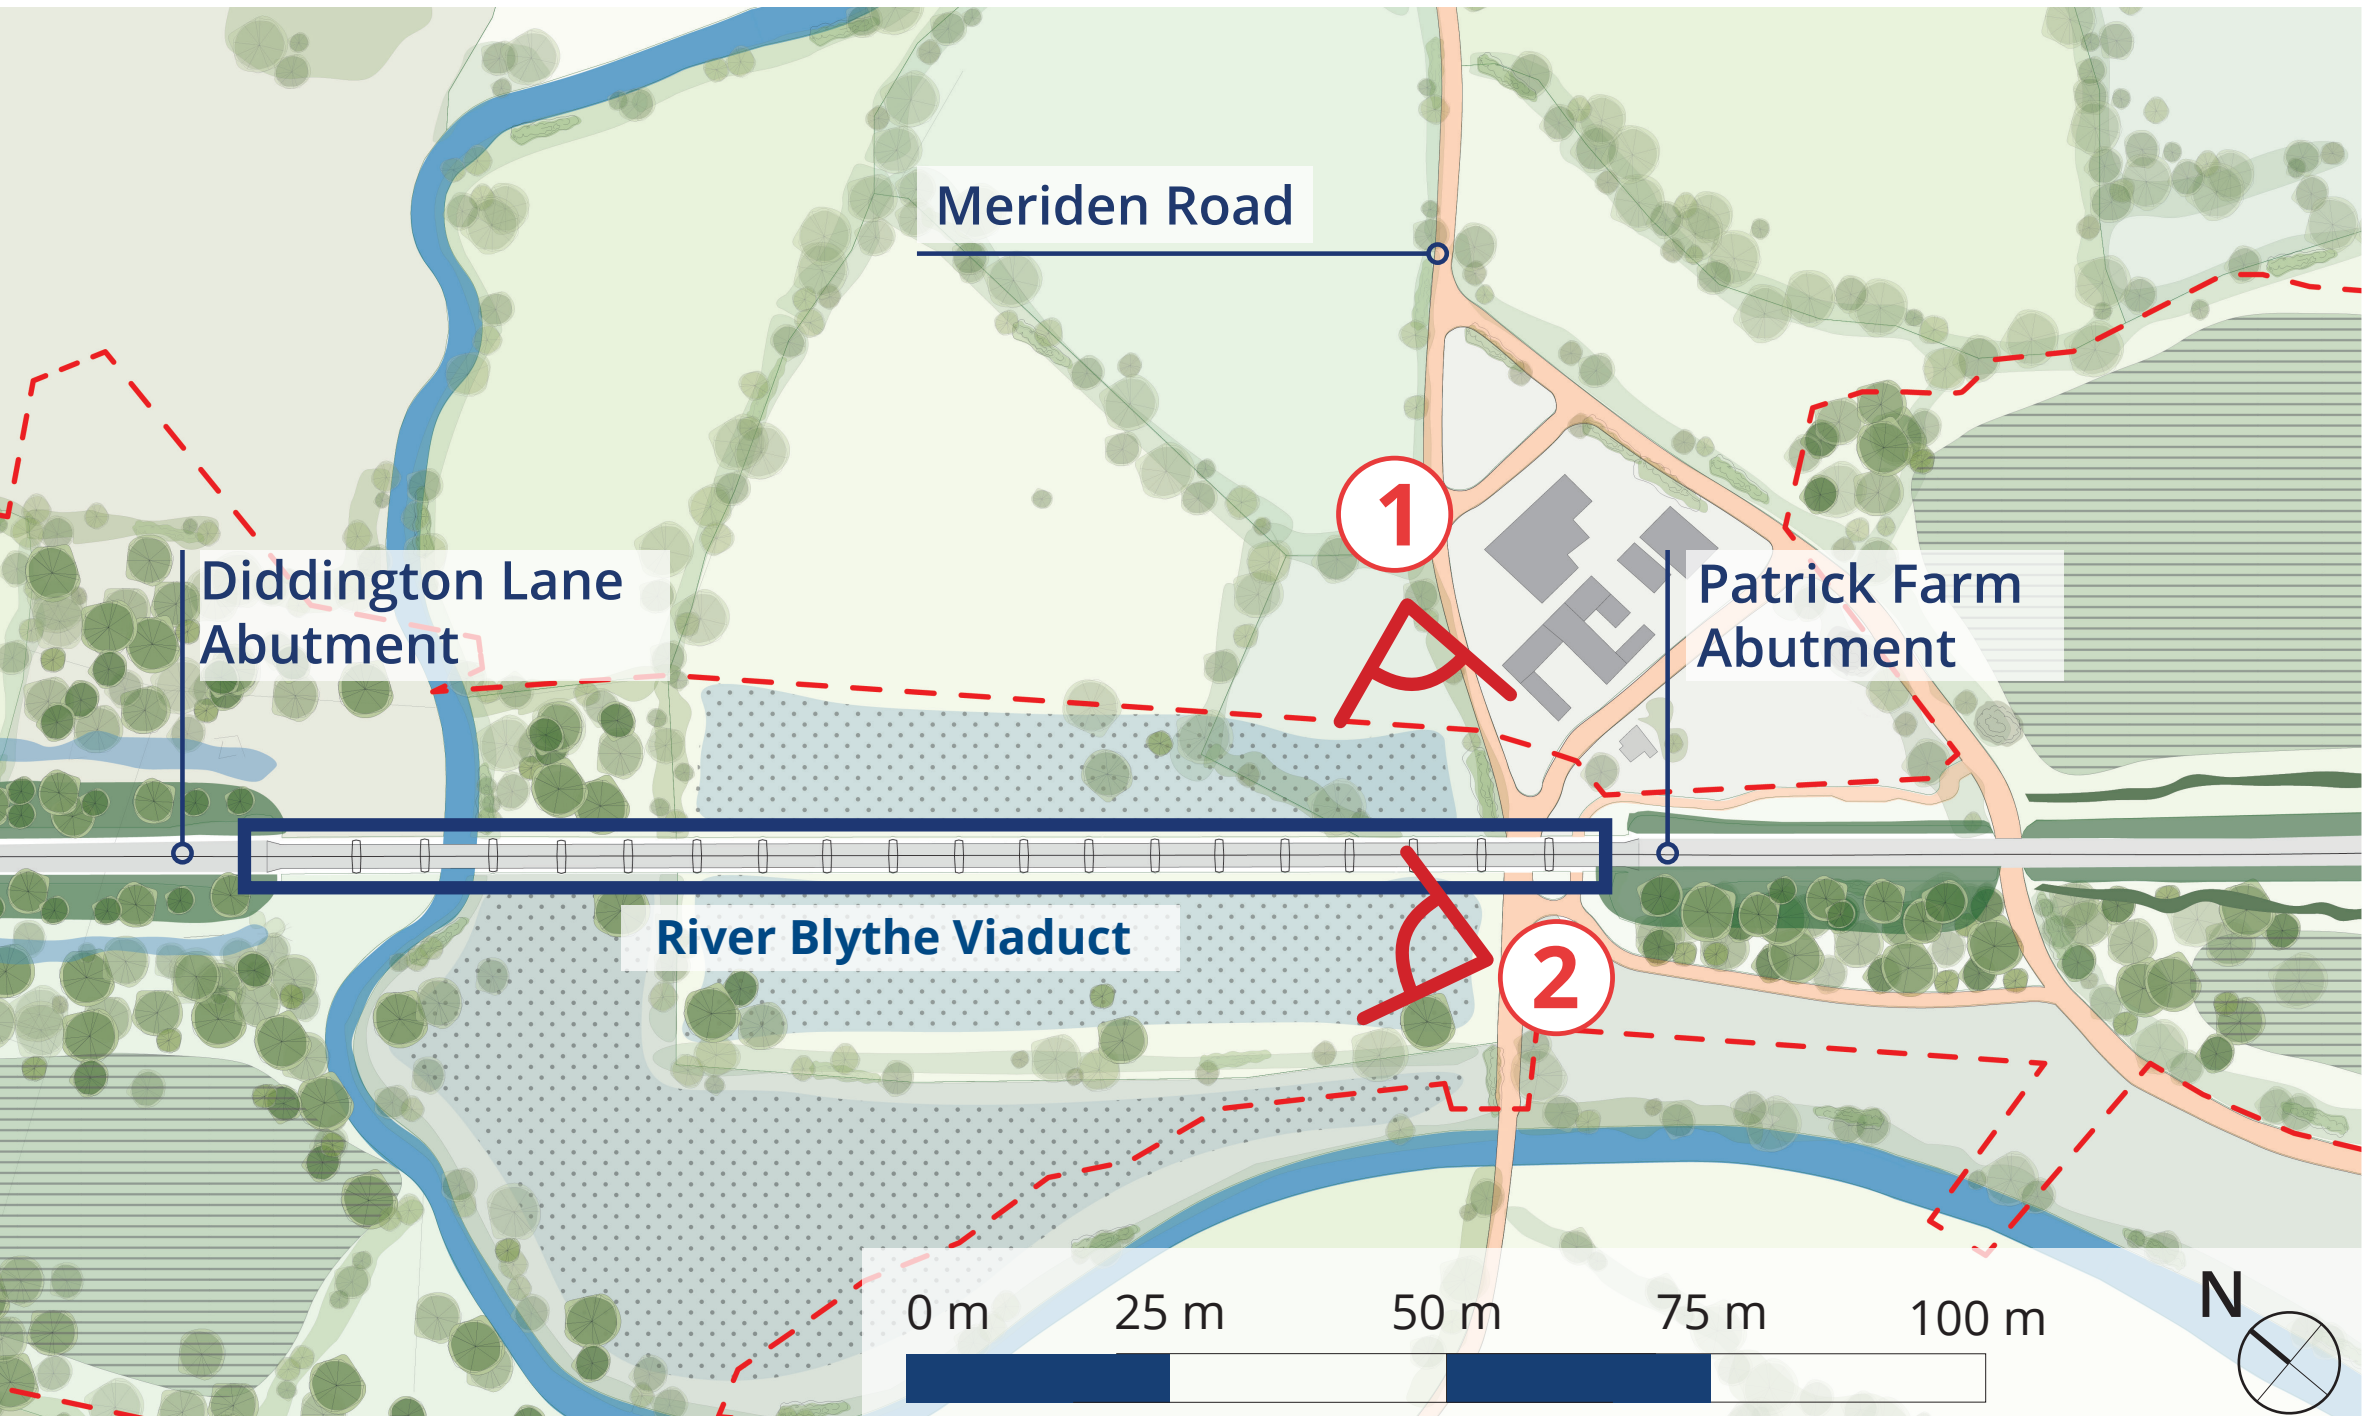 Meriden Road
1
Diddington Lane
Abutment
Patrick Farm
Abutment
River Blythe Viaduct
2
0 m
25 m
50 m
75 m
100 m
N